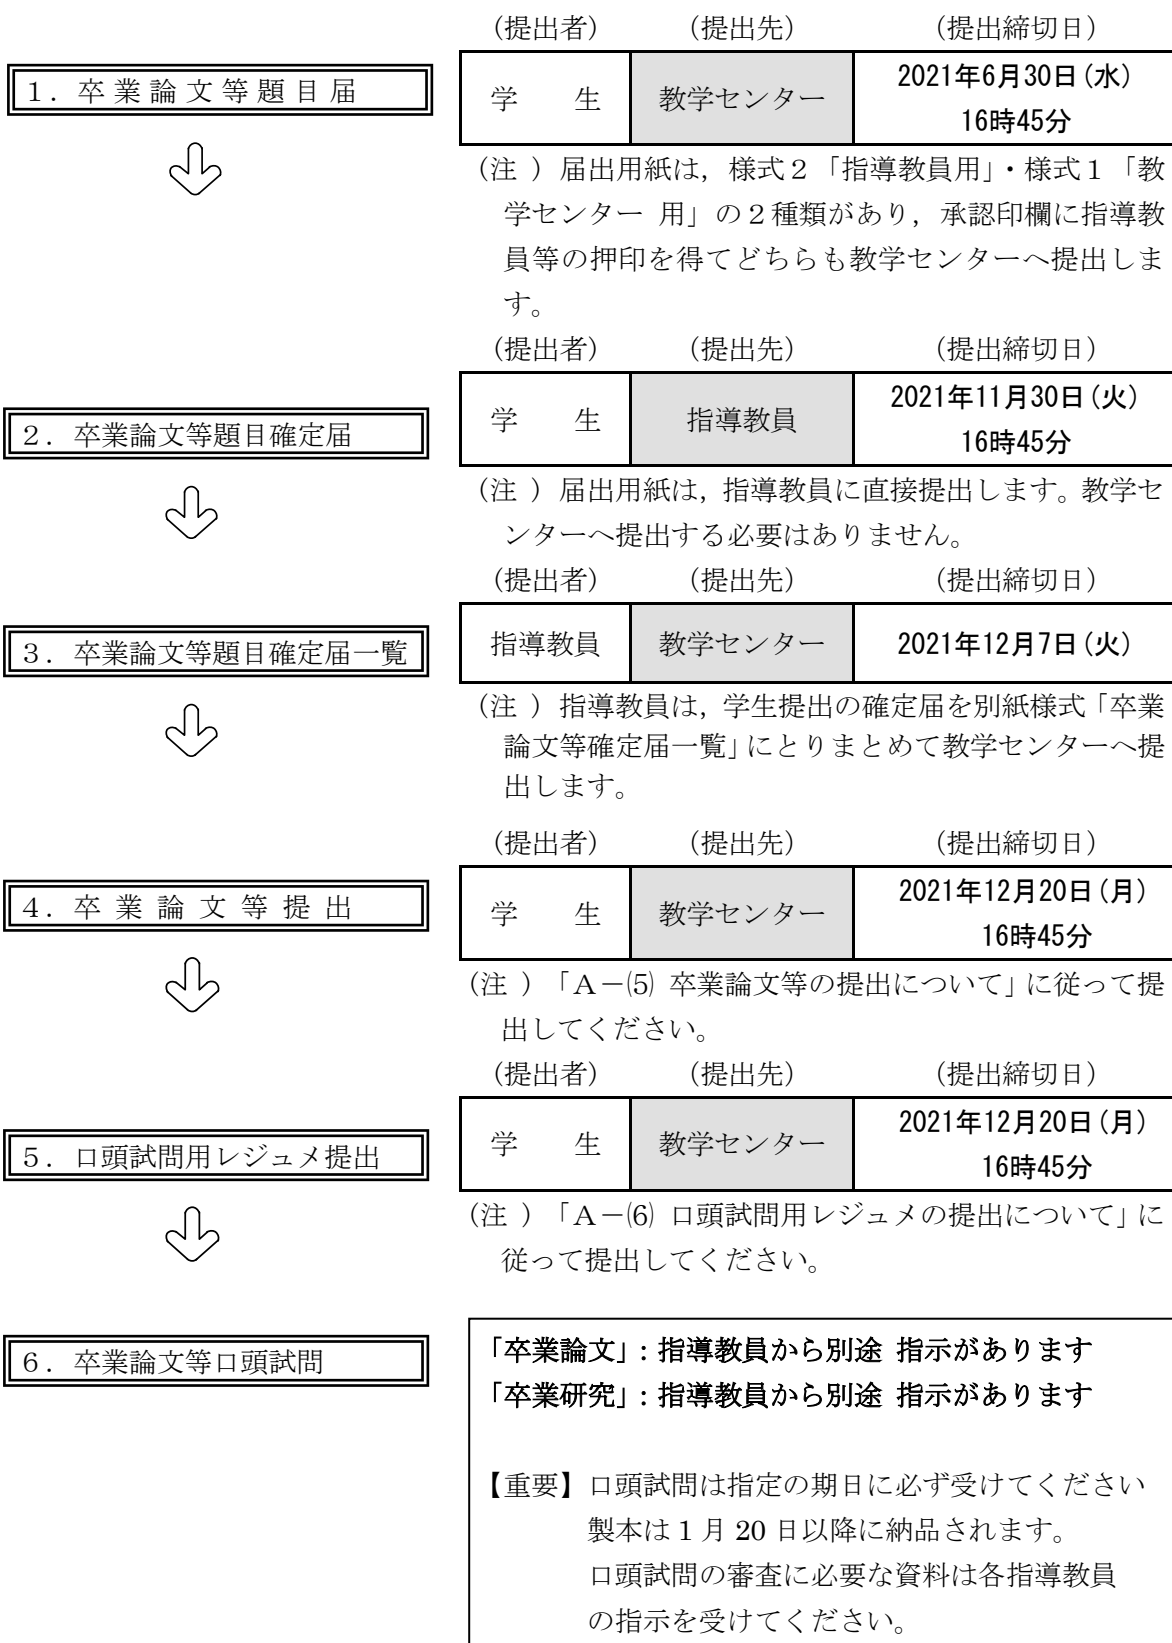 (提出者) (提出先) (提出締切日)
1．卒業論文等題目届
学　生 教学センター 2021年6月30日(水)
16時45分
(注 ) 届出用紙は，様式２「指導教員用」・様式１「教
学センター 用」の２種類があり，承認印欄に指導教
員等の押印を得てどちらも教学センターへ提出しま
す。
(提出者) (提出先) (提出締切日)
2．卒業論文等題目確定届
学　生 指導教員 2021年11月30日(火)
16時45分
(注 ) 届出用紙は，指導教員に直接提出します。教学セ
ンターへ提出する必要はありません。
(提出者) (提出先) (提出締切日)
3．卒業論文等題目確定届一覧
指導教員 教学センター 2021年12月7日(火)
(注 ) 指導教員は，学生提出の確定届を別紙様式「卒業
論文等確定届一覧」にとりまとめて教学センターへ提
出します。
(提出者) (提出先) (提出締切日)
4．卒業論文等提出
学　生 教学センター 2021年12月20日(月)
16時45分
(注 ) 「A－⑸ 卒業論文等の提出について」に従って提
出してください。
(提出者) (提出先) (提出締切日)
5．口頭試問用レジュメ提出
学　生 教学センター 2021年12月20日(月)
16時45分
(注 ) 「A－⑹ 口頭試問用レジュメの提出について」に
従って提出してください。
6．卒業論文等口頭試問
「卒業論文」：指導教員から別途 指示があります
「卒業研究」：指導教員から別途 指示があります
【重要】口頭試問は指定の期日に必ず受けてください
製本は１月 20 日以降に納品されます。
口頭試問の審査に必要な資料は各指導教員
の指示を受けてください。